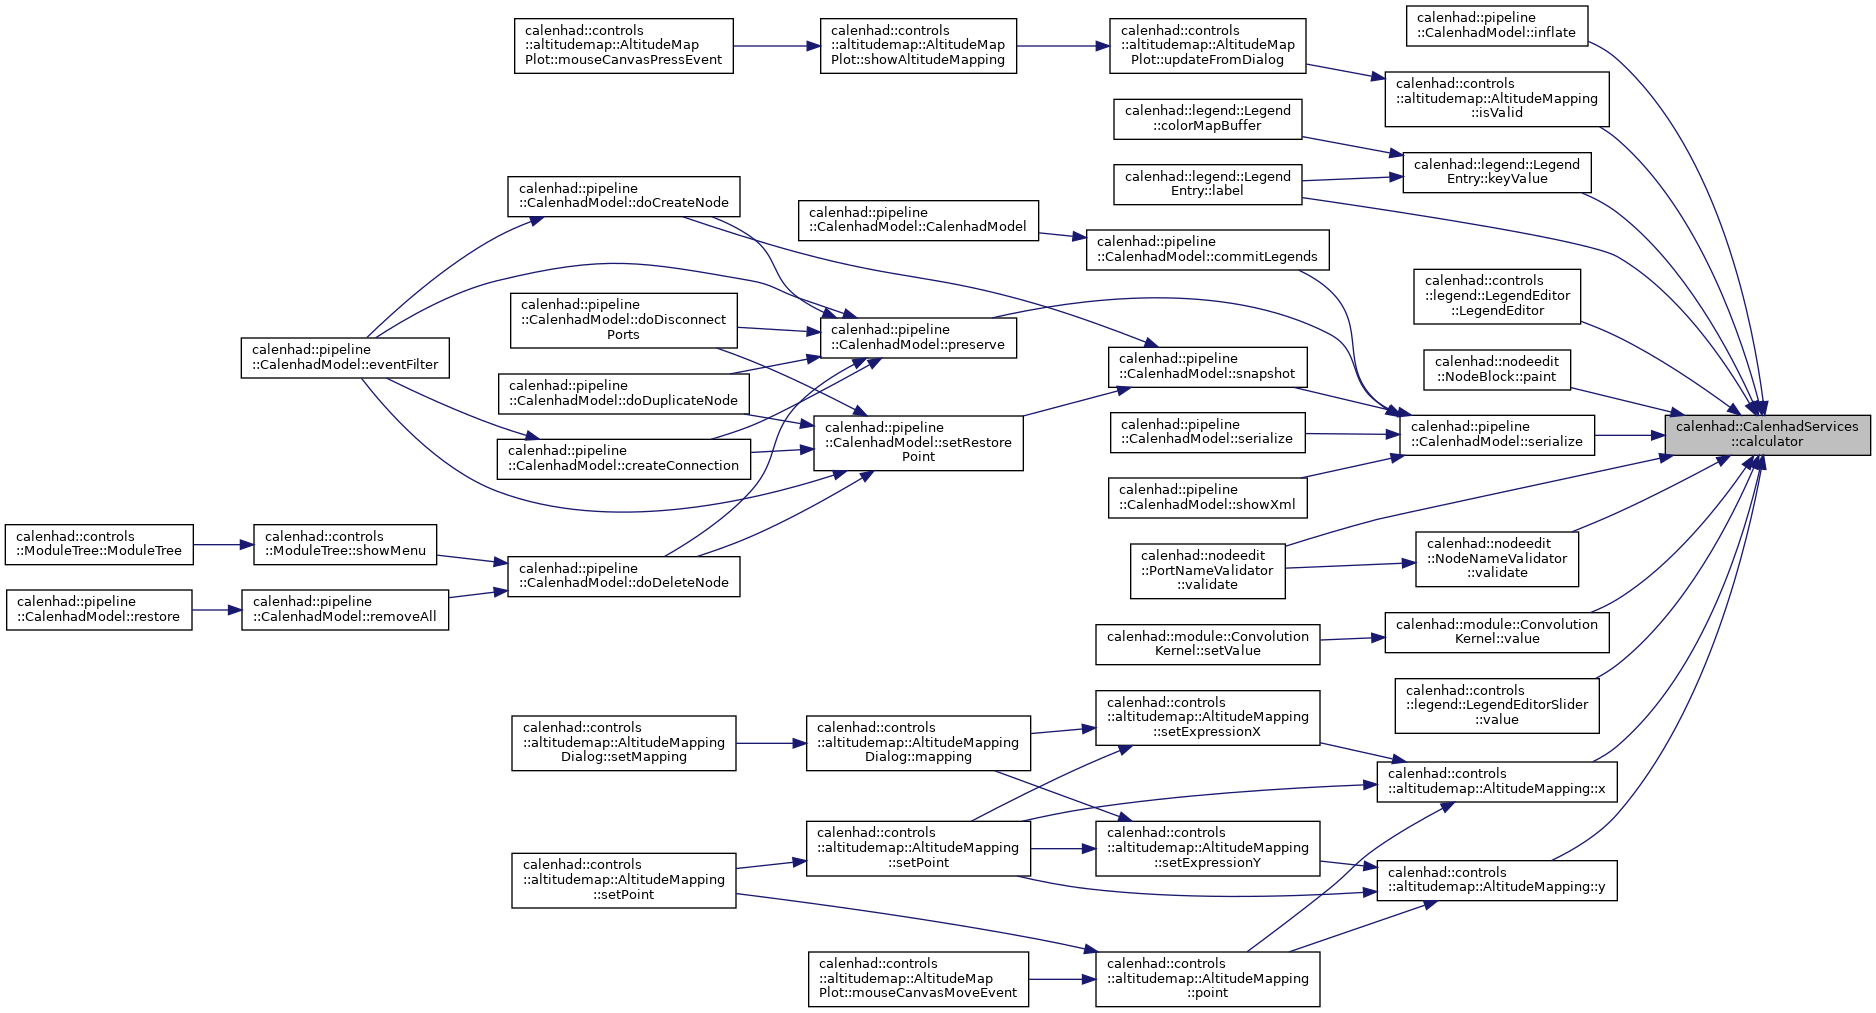 calenhad::controls
::altitudemap::AltitudeMap
Plot::mouseCanvasPressEvent
calenhad::controls
::altitudemap::AltitudeMap
Plot::showAltitudeMapping
calenhad::controls
::altitudemap::AltitudeMap
Plot::updateFromDialog
calenhad::pipeline
::CalenhadModel::inflate
calenhad::controls
::altitudemap::AltitudeMapping
::isValid
calenhad::legend::Legend
::colorMapBuffer
calenhad::legend::Legend
Entry::keyValue
calenhad::legend::Legend
Entry::label
calenhad::pipeline
::CalenhadModel::doCreateNode
calenhad::pipeline
::CalenhadModel::CalenhadModel
calenhad::pipeline
::CalenhadModel::commitLegends
calenhad::controls
::legend::LegendEditor
::LegendEditor
calenhad::pipeline
::CalenhadModel::doDisconnect
Ports
calenhad::pipeline
::CalenhadModel::preserve
calenhad::pipeline
::CalenhadModel::eventFilter
calenhad::pipeline
::CalenhadModel::snapshot
calenhad::nodeedit
::NodeBlock::paint
calenhad::pipeline
::CalenhadModel::doDuplicateNode
calenhad::pipeline
::CalenhadModel::setRestore
Point
calenhad::pipeline
::CalenhadModel::serialize
calenhad::pipeline
::CalenhadModel::serialize
calenhad::CalenhadServices
::calculator
calenhad::pipeline
::CalenhadModel::createConnection
calenhad::pipeline
::CalenhadModel::showXml
calenhad::controls
::ModuleTree::ModuleTree
calenhad::controls
::ModuleTree::showMenu
calenhad::pipeline
::CalenhadModel::doDeleteNode
calenhad::nodeedit
::PortNameValidator
::validate
calenhad::nodeedit
::NodeNameValidator
::validate
calenhad::pipeline
::CalenhadModel::restore
calenhad::pipeline
::CalenhadModel::removeAll
calenhad::module::Convolution
Kernel::setValue
calenhad::module::Convolution
Kernel::value
calenhad::controls
::legend::LegendEditorSlider
::value
calenhad::controls
::altitudemap::AltitudeMapping
Dialog::setMapping
calenhad::controls
::altitudemap::AltitudeMapping
Dialog::mapping
calenhad::controls
::altitudemap::AltitudeMapping
::setExpressionX
calenhad::controls
::altitudemap::AltitudeMapping::x
calenhad::controls
::altitudemap::AltitudeMapping
::setPoint
calenhad::controls
::altitudemap::AltitudeMapping
::setPoint
calenhad::controls
::altitudemap::AltitudeMapping
::setExpressionY
calenhad::controls
::altitudemap::AltitudeMapping::y
calenhad::controls
::altitudemap::AltitudeMap
Plot::mouseCanvasMoveEvent
calenhad::controls
::altitudemap::AltitudeMapping
::point